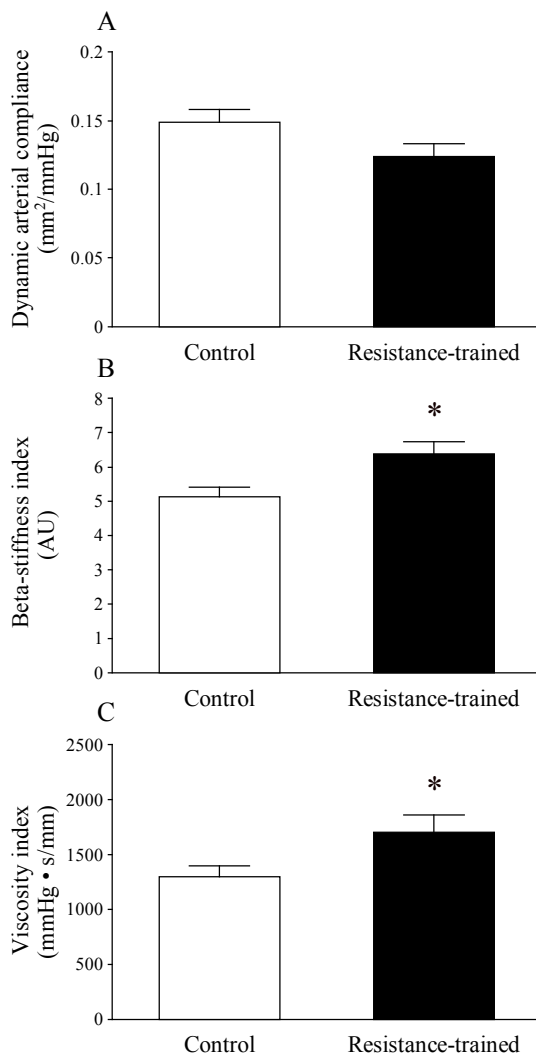 A
Dynamic arterial compliance
(mm²/mmHg)
0.2
0.15
0.1
0.05
0
Control Resistance-trained
B
Beta-stiffness index
(AU)
8
7
6
5
4
3
2
1
0
*
Control Resistance-trained
C
Viscosity index
(mmHg • s/mm)
2500
2000
1500
1000
500
0
*
Control Resistance-trained